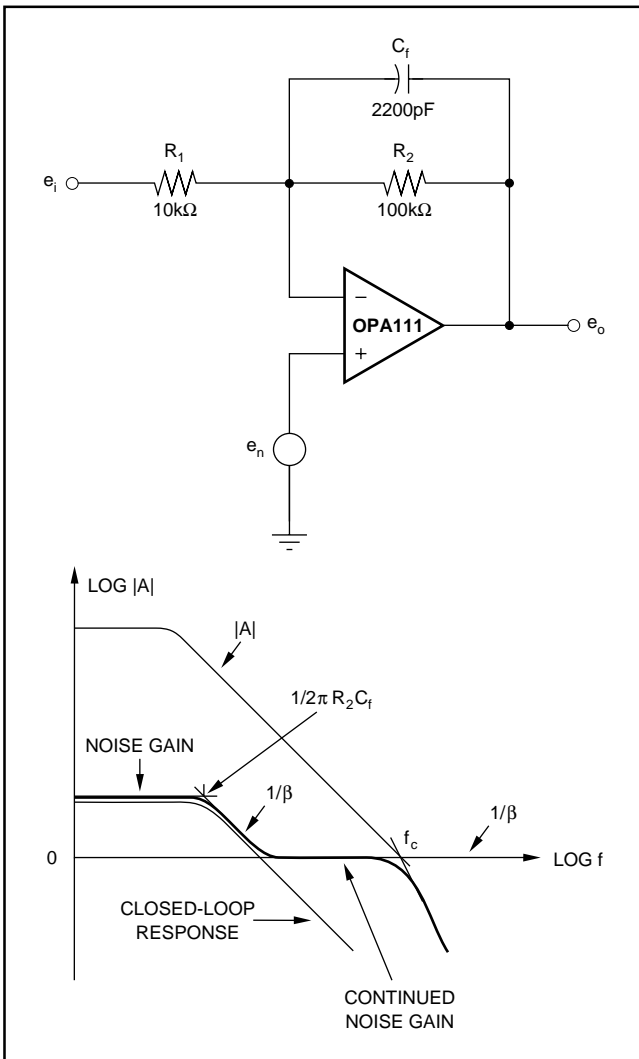 C_f
2200pF
R_1
R_2
e_i
10kΩ
100kΩ
−
OPA111
+
e_o
e_n
LOG |A|
|A|
1/2π R_2C_f
NOISE GAIN
1/β
f_c
1/β
0
LOG f
CLOSED-LOOP
RESPONSE
CONTINUED
NOISE GAIN